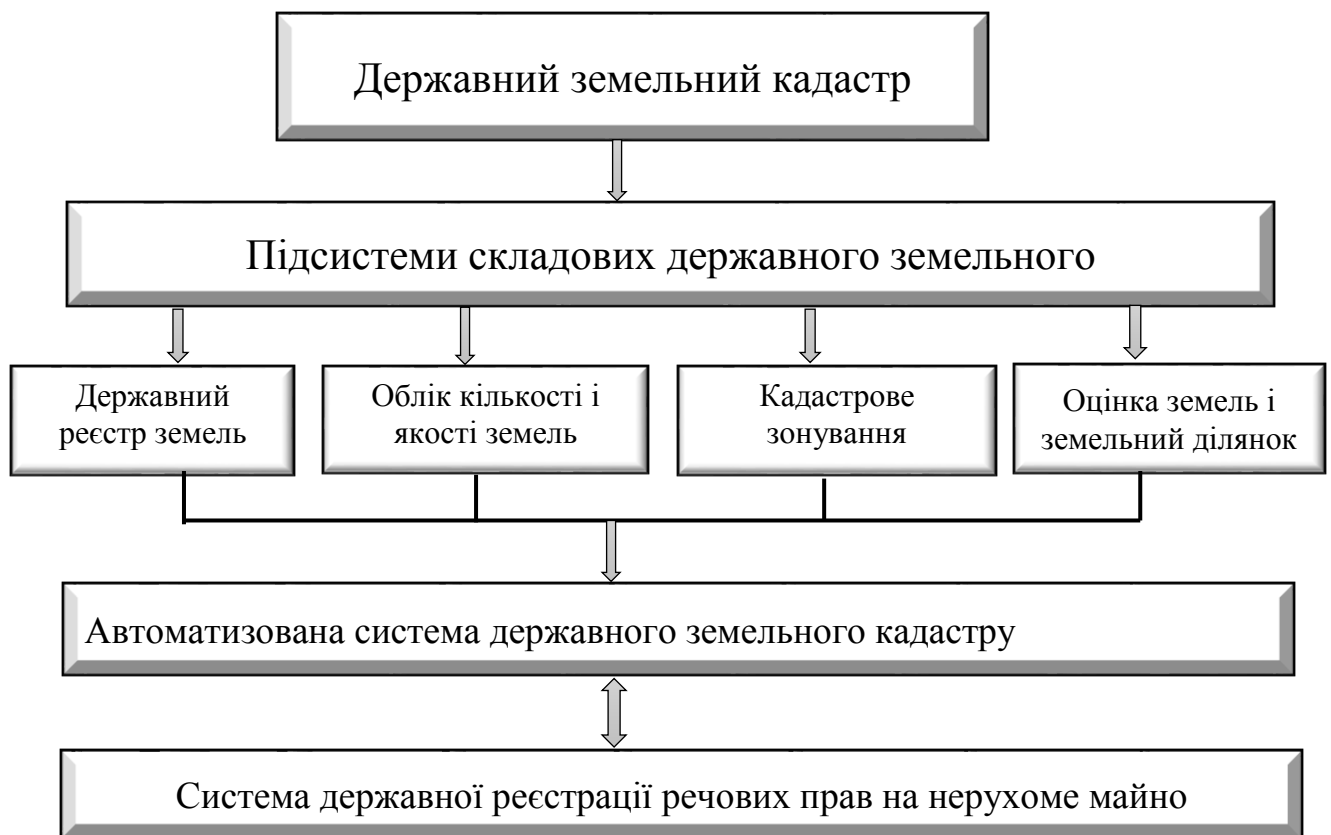 Державний земельний кадастр
Підсистеми складових державного земельного
Державний
реєстр земель
Облік кількості і
якості земель
Кадастрове
зонування
Оцінка земель і
земельний ділянок
Автоматизована система державного земельного кадастру
Система державної реєстрації речових прав на нерухоме майно